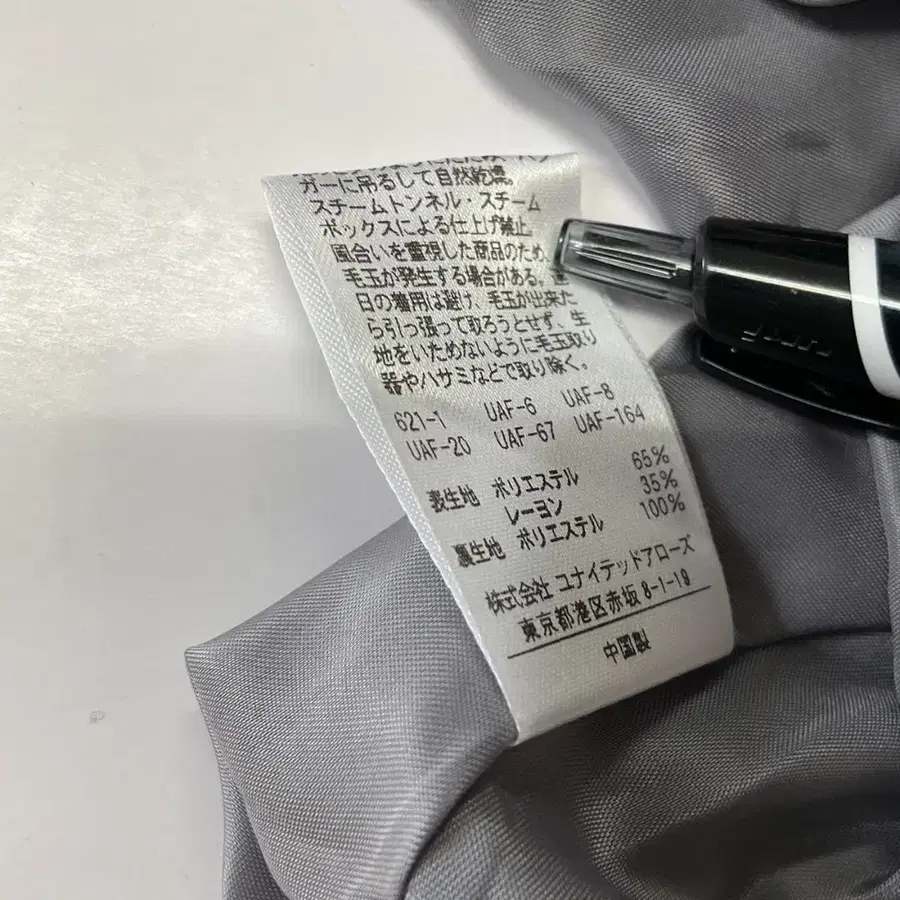 ガーに吊るして自然乾燥。
スチームトンネル・スチーム
ボックスによる仕上げ禁止。
風合いを重視した商品のため、
毛玉が発生する場合がある。
日の着用は避け、毛玉が出来た
ら引っ張って取ろうとせず、生
地をいためないように毛玉取り
器やハサミなどで取り除く。
621-1 UAF-6 UAF-8
UAF-20 UAF-67 UAF-164
表生地 ポリエステル 65%
レーヨン 35%
裏生地 ポリエステル 100%
株式会社 ユナイテッドアローズ
東京都港区赤坂8-1-19
中国製